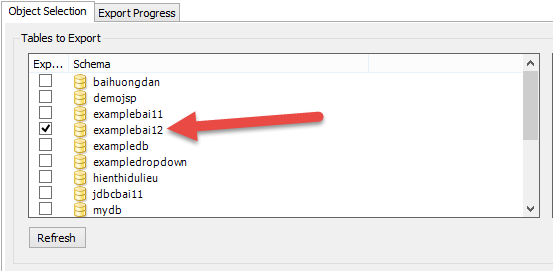 Object Selection Export Progress
Tables to Export
Exp... Schema
baihuongdan
demojsp
examplebai11
examplebai12
exampledb
exampledropdown
hienthidulieu
jdbcbai11
mydb
Refresh